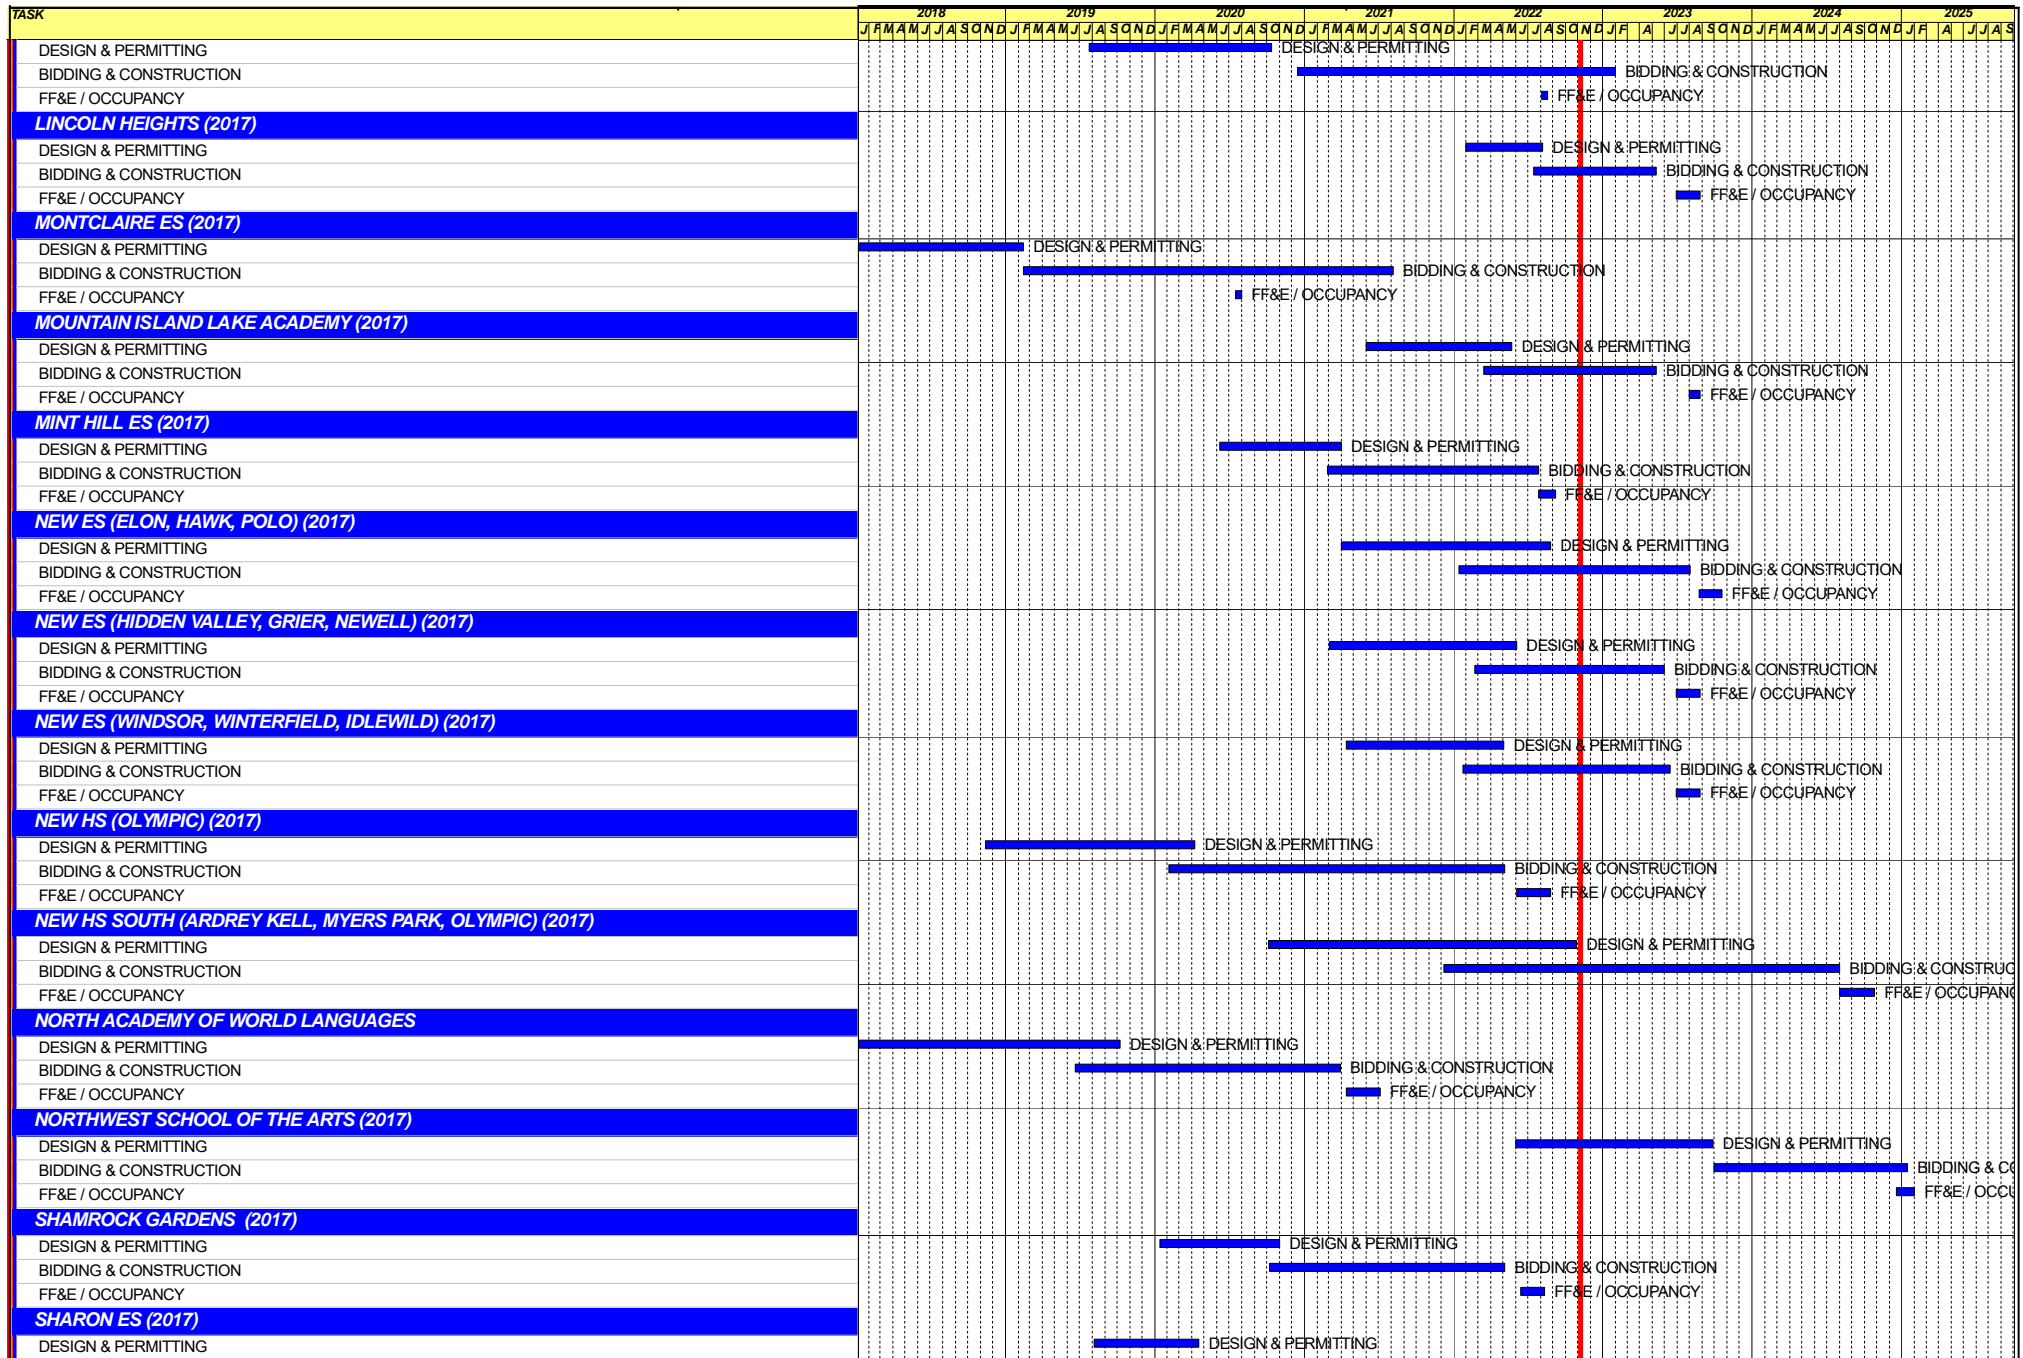 TASK 2018 2019 2020 2021 2022 2023 2024 2025
J F M A M J J A S O N D J F M A M J J A S O N D J F M A M J J A S O N D J F M A M J J A S O N D J F M A M J J A S O N D J F A J J A S O N D J F M A M J J A S O N D J F A J J A S
DESIGN & PERMITTING DESIGN & PERMITTING
BIDDING & CONSTRUCTION BIDDING & CONSTRUCTION
FF&E / OCCUPANCY FF&E / OCCUPANCY
LINCOLN HEIGHTS (2017)
DESIGN & PERMITTING DESIGN & PERMITTING
BIDDING & CONSTRUCTION BIDDING & CONSTRUCTION
FF&E / OCCUPANCY FF&E / OCCUPANCY
MONTCLAIRE ES (2017)
DESIGN & PERMITTING DESIGN & PERMITTING
BIDDING & CONSTRUCTION BIDDING & CONSTRUCTION
FF&E / OCCUPANCY FF&E / OCCUPANCY
MOUNTAIN ISLAND LAKE ACADEMY (2017)
DESIGN & PERMITTING DESIGN & PERMITTING
BIDDING & CONSTRUCTION BIDDING & CONSTRUCTION
FF&E / OCCUPANCY FF&E / OCCUPANCY
MINT HILL ES (2017)
DESIGN & PERMITTING DESIGN & PERMITTING
BIDDING & CONSTRUCTION BIDDING & CONSTRUCTION
FF&E / OCCUPANCY FF&E / OCCUPANCY
NEW ES (ELON, HAWK, POLO) (2017)
DESIGN & PERMITTING DESIGN & PERMITTING
BIDDING & CONSTRUCTION BIDDING & CONSTRUCTION
FF&E / OCCUPANCY FF&E / OCCUPANCY
NEW ES (HIDDEN VALLEY, GRIER, NEWELL) (2017)
DESIGN & PERMITTING DESIGN & PERMITTING
BIDDING & CONSTRUCTION BIDDING & CONSTRUCTION
FF&E / OCCUPANCY FF&E / OCCUPANCY
NEW ES (WINDSOR, WINTERFIELD, IDLEWILD) (2017)
DESIGN & PERMITTING DESIGN & PERMITTING
BIDDING & CONSTRUCTION BIDDING & CONSTRUCTION
FF&E / OCCUPANCY FF&E / OCCUPANCY
NEW HS (OLYMPIC) (2017)
DESIGN & PERMITTING DESIGN & PERMITTING
BIDDING & CONSTRUCTION BIDDING & CONSTRUCTION
FF&E / OCCUPANCY FF&E / OCCUPANCY
NEW HS SOUTH (ARDREY KELL, MYERS PARK, OLYMPIC) (2017)
DESIGN & PERMITTING DESIGN & PERMITTING
BIDDING & CONSTRUCTION BIDDING & CONSTRUC
FF&E / OCCUPANCY FF&E / OCCUPAN
NORTH ACADEMY OF WORLD LANGUAGES
DESIGN & PERMITTING DESIGN & PERMITTING
BIDDING & CONSTRUCTION BIDDING & CONSTRUCTION
FF&E / OCCUPANCY FF&E / OCCUPANCY
NORTHWEST SCHOOL OF THE ARTS (2017)
DESIGN & PERMITTING DESIGN & PERMITTING
BIDDING & CONSTRUCTION BIDDING & CO
FF&E / OCCUPANCY FF&E / OCCU
SHAMROCK GARDENS (2017)
DESIGN & PERMITTING DESIGN & PERMITTING
BIDDING & CONSTRUCTION BIDDING & CONSTRUCTION
FF&E / OCCUPANCY FF&E / OCCUPANCY
SHARON ES (2017)
DESIGN & PERMITTING DESIGN & PERMITTING